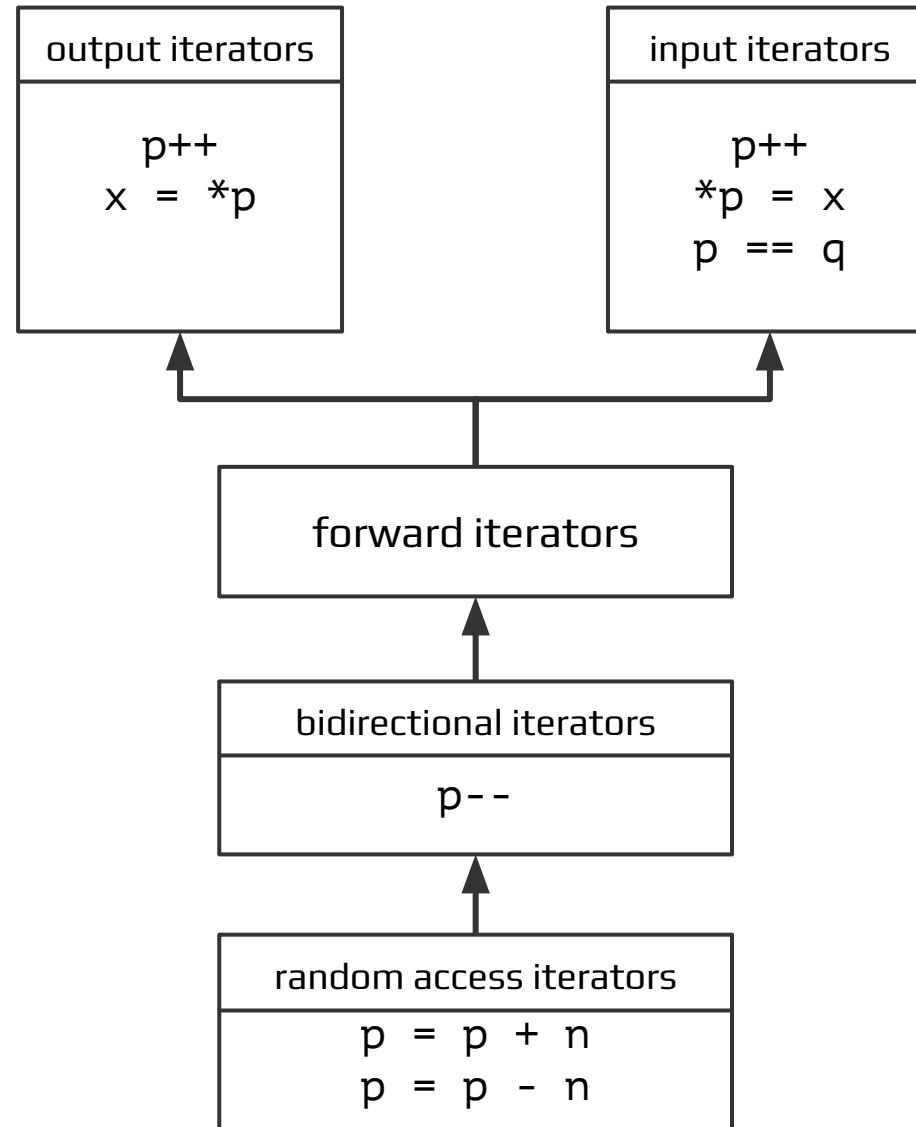 output iterators
p++
x = *p
input iterators
p++
*p = x
p == q
forward iterators
bidirectional iterators
p--
random access iterators
p = p + n
p = p - n